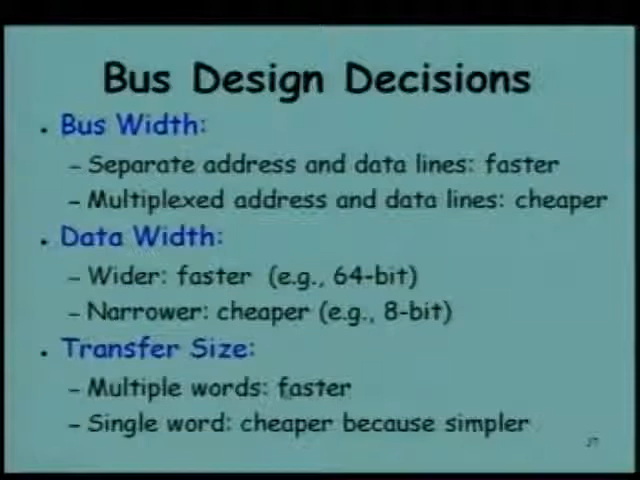 Bus Design Decisions
• Bus Width:
– Separate address and data lines: faster
– Multiplexed address and data lines: cheaper
• Data Width:
– Wider: faster (e.g., 64-bit)
– Narrower: cheaper (e.g., 8-bit)
• Transfer Size:
– Multiple words: faster
– Single word: cheaper because simpler